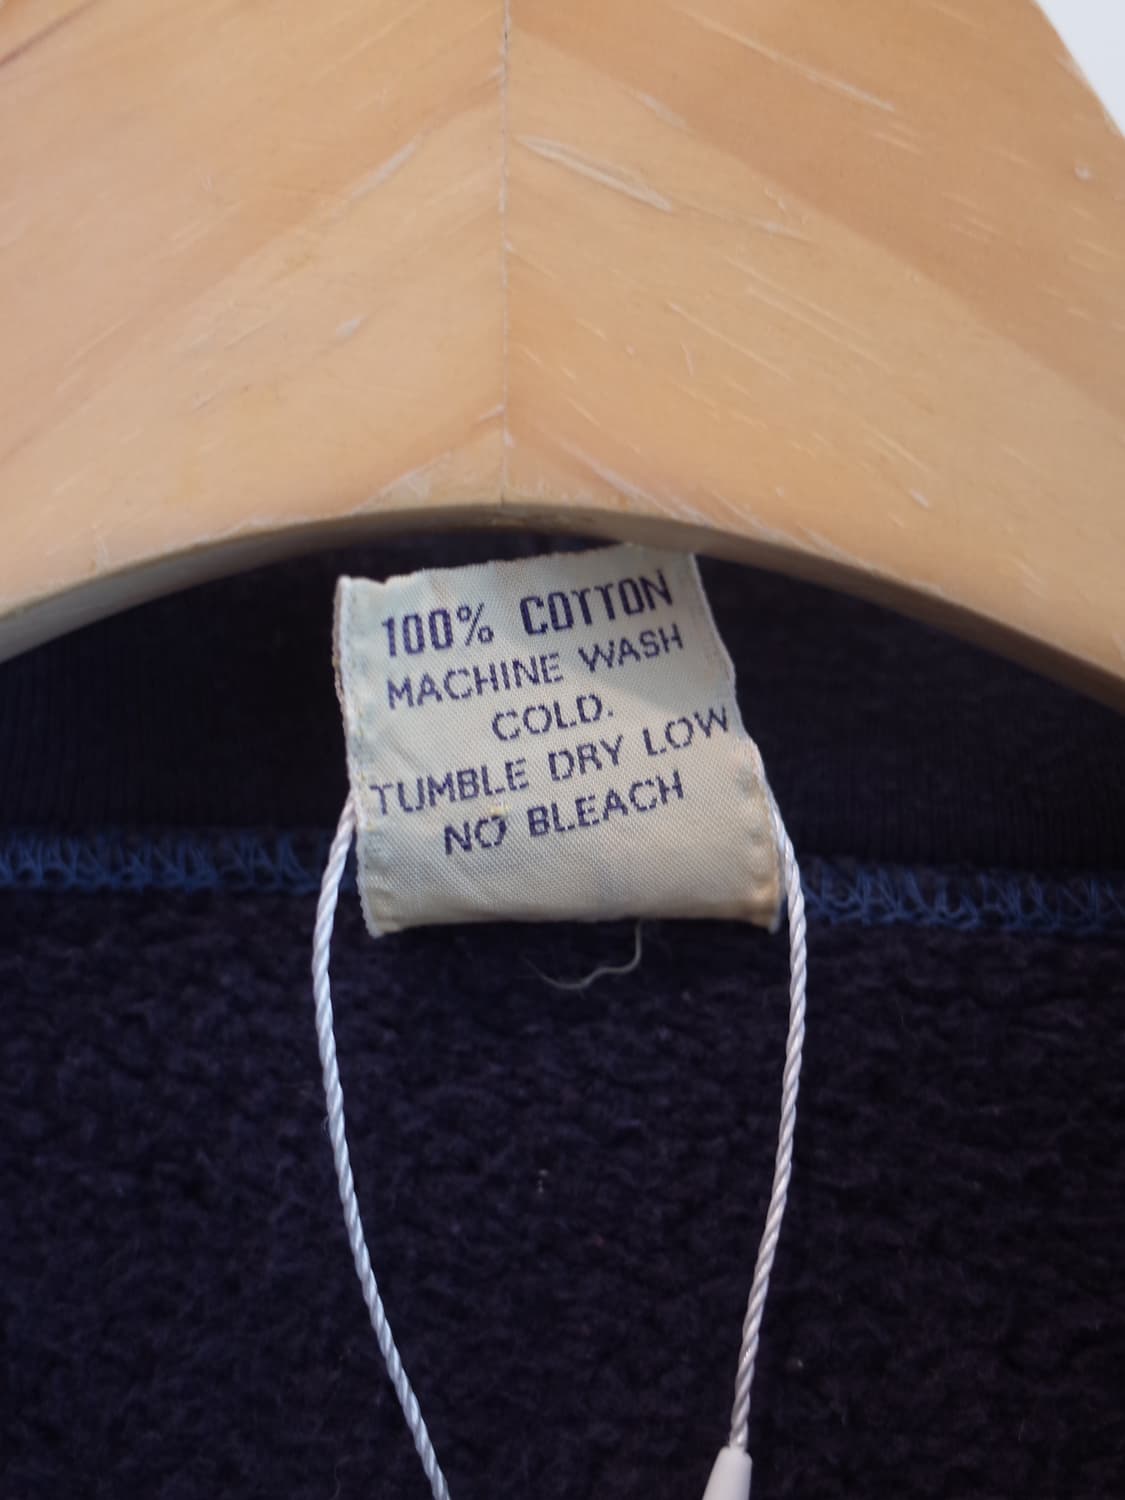 100% COTTON
MACHINE WASH
COLD.
TUMBLE DRY LOW
NO BLEACH